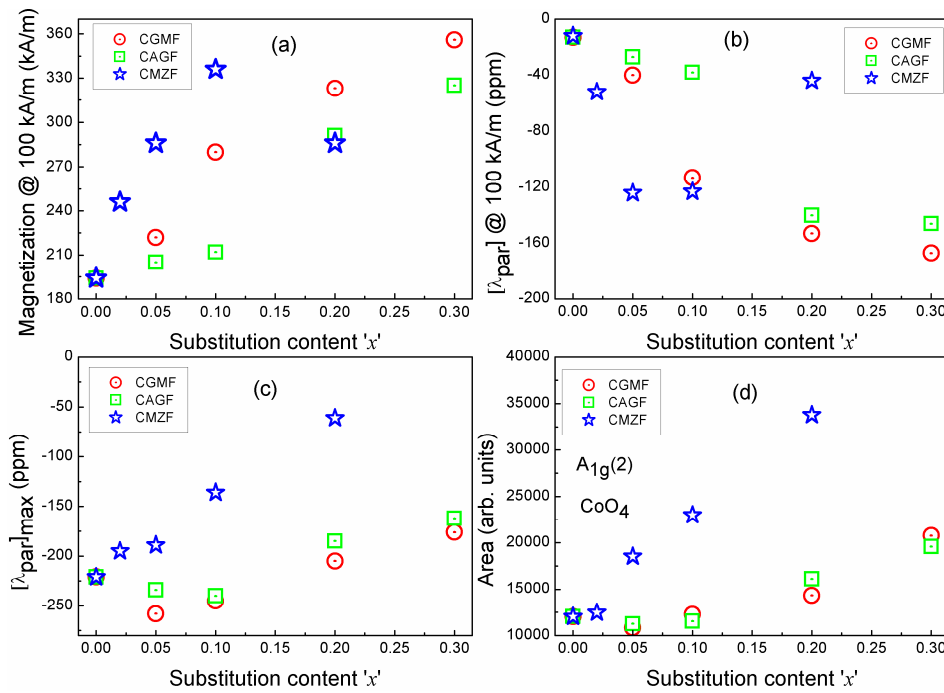 (a)
CGMF
CAGF
CMZF
360
330
300
270
240
210
180
0.00 0.05 0.10 0.15 0.20 0.25 0.30
Magnetization @ 100 kA/m (kA/m)
Substitution content 'x'
(b)
CGMF
CAGF
CMZF
0
-40
-80
-120
-160
-200
0.00 0.05 0.10 0.15 0.20 0.25 0.30
[λpar] @ 100 kA/m (ppm)
Substitution content 'x'
(c)
CGMF
CAGF
CMZF
0
-50
-100
-150
-200
-250
0.00 0.05 0.10 0.15 0.20 0.25 0.30
[λpar]max (ppm)
Substitution content 'x'
(d)
CGMF
CAGF
CMZF
A1g(2)
CoO4
40000
35000
30000
25000
20000
15000
10000
0.00 0.05 0.10 0.15 0.20 0.25 0.30
Area (arb. units)
Substitution content 'x'